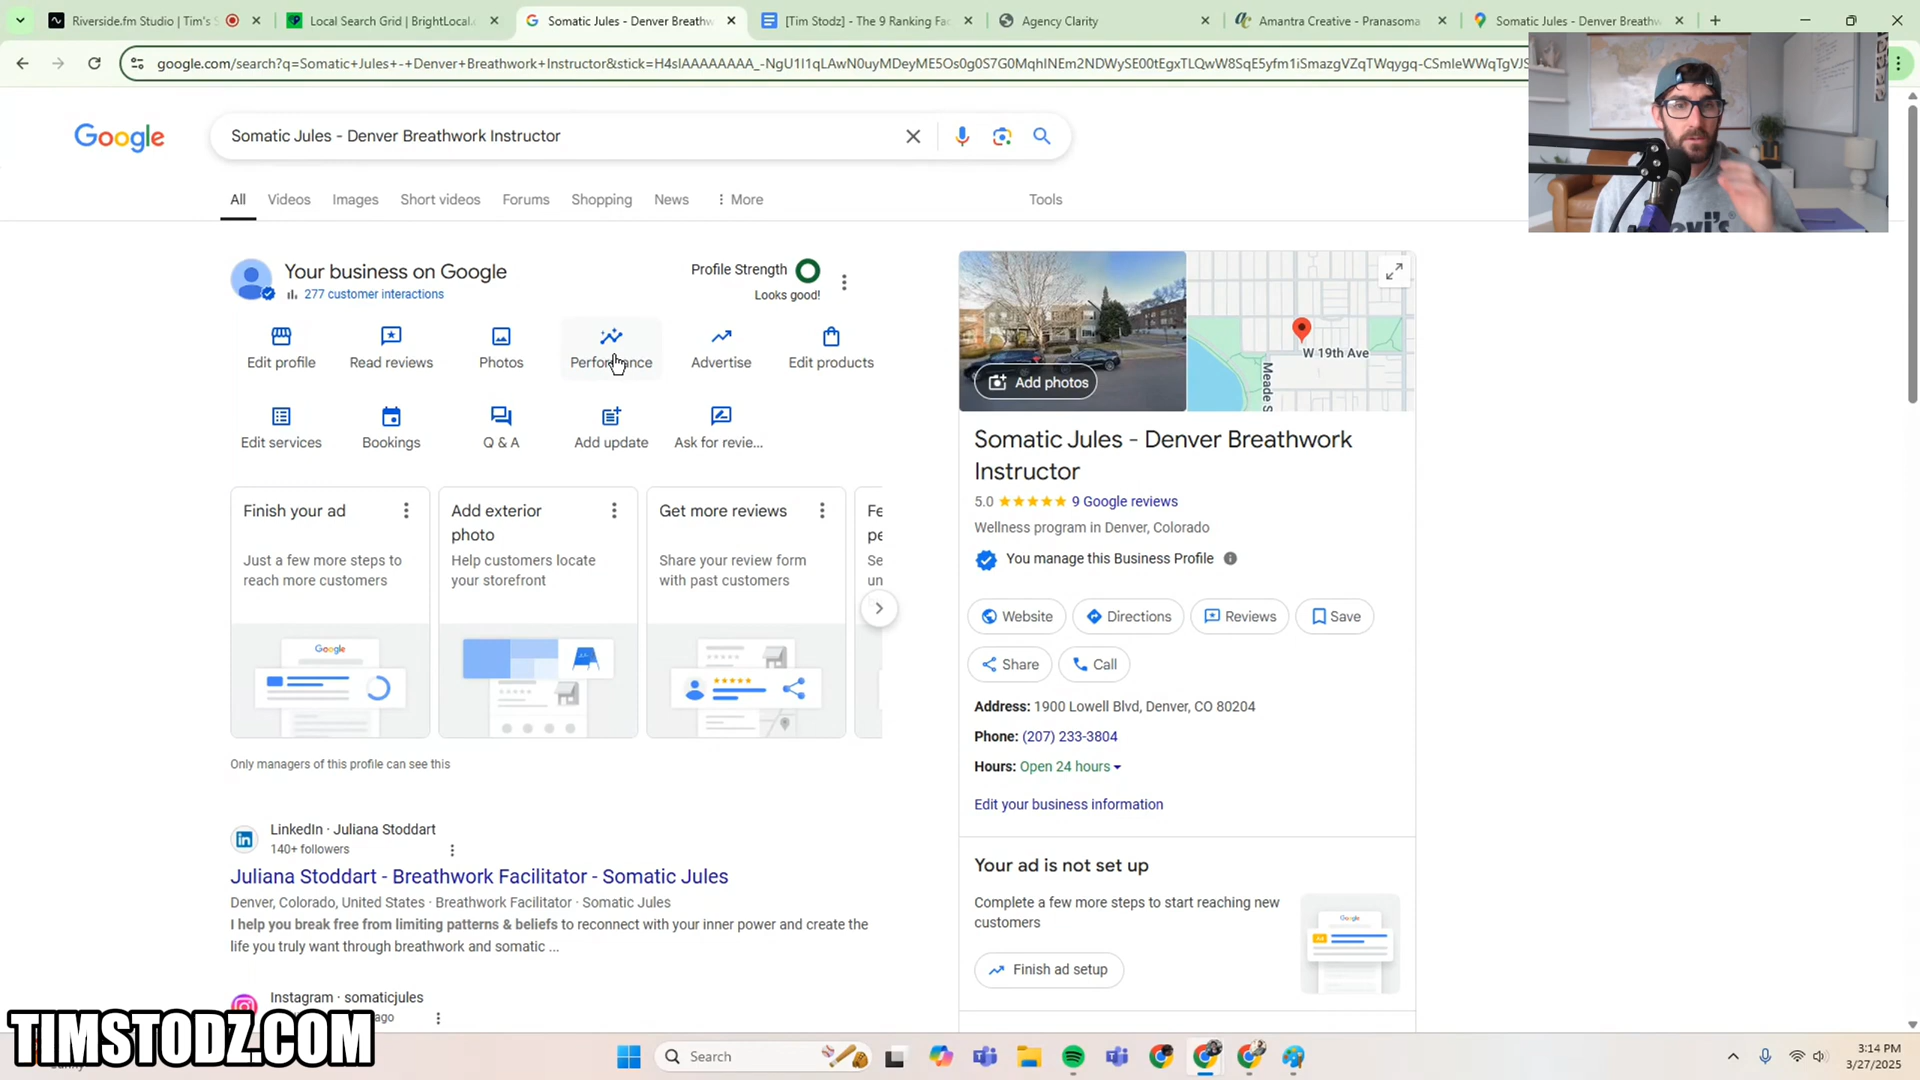 Riverside.fm Studio | Tim's S
Local Search Grid | BrightLocal.
Somatic Jules - Denver Breathw
[Tim Stodz] - The 9 Ranking Fac
Agency Clarity
Amantra Creative - Pranasoma
Somatic Jules - Denver Breathw
Google
Somatic Jules - Denver Breathwork Instructor
All
Videos
Images
Short videos
Forums
Shopping
News
More
Tools
Your business on Google
277 customer interactions
Profile Strength
Looks good!
Edit profile
Read reviews
Photos
Performance
Advertise
Edit products
Edit services
Bookings
Q & A
Add update
Ask for revie...
Finish your ad
Just a few more steps to
reach more customers
Add exterior
photo
Help customers locate
your storefront
Get more reviews
Share your review form
with past customers
Fe
pe
Se
un
Google
Only managers of this profile can see this
LinkedIn · Juliana Stoddart
140+ followers
Juliana Stoddart - Breathwork Facilitator - Somatic Jules
Denver, Colorado, United States · Breathwork Facilitator · Somatic Jules
I help you break free from limiting patterns & beliefs to reconnect with your inner power and create the
life you truly want through breathwork and somatic ...
Instagram · somaticjules
ago
Add photos
W 19th Ave
Meade S
Somatic Jules - Denver Breathwork
Instructor
5.0
9 Google reviews
Wellness program in Denver, Colorado
You manage this Business Profile
Website
Directions
Reviews
Save
Share
Call
Address: 1900 Lowell Blvd, Denver, CO 80204
Phone: (207) 233-3804
Hours: Open 24 hours
Edit your business information
Your ad is not set up
Complete a few more steps to start reaching new
customers
Google
Finish ad setup
TIMSTODZ.COM
Search
3:14 PM
3/27/2025